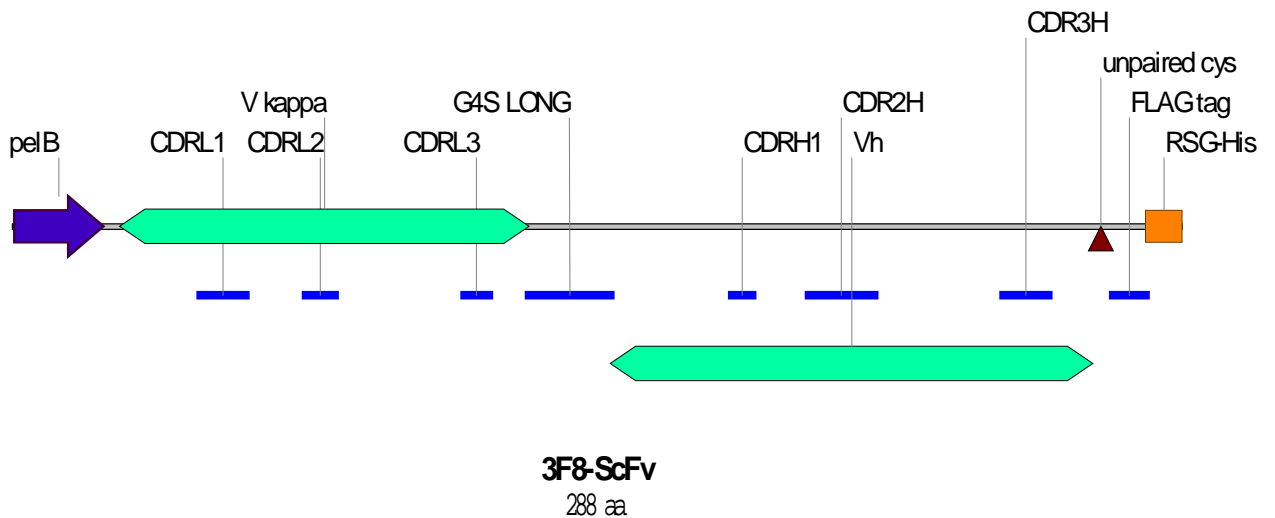 CDR3H
unpaired cys
V kappa
G4S LONG
CDR2H
FLAG tag
pelB
CDRL1
CDRL2
CDRL3
CDRH1
Vh
RSG-His
3F8-ScFv
288 aa